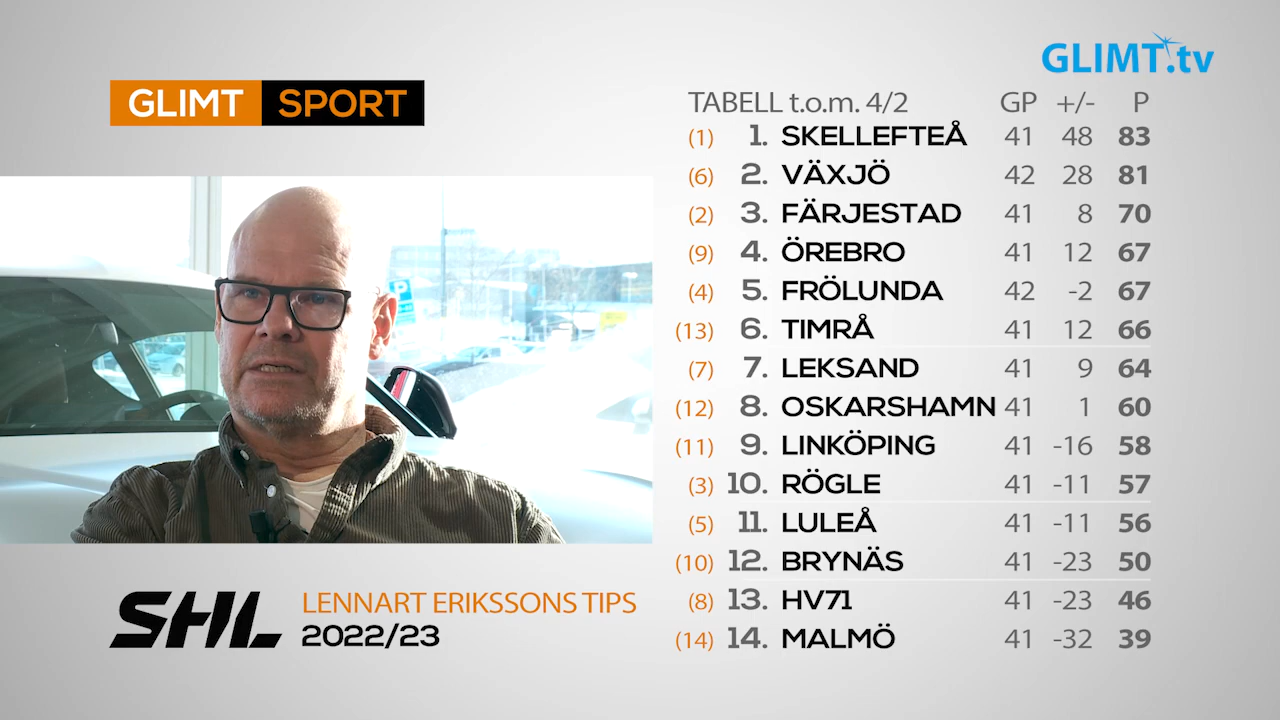 GLIMT.tv
GLIMT SPORT
TABELL t.o.m. 4/2 GP +/- P
(1) 1. SKELLEFTEÅ 41 48 83
(6) 2. VÄXJÖ 42 28 81
(2) 3. FÄRJESTAD 41 8 70
(9) 4. ÖREBRO 41 12 67
(4) 5. FRÖLUNDA 42 -2 67
(13) 6. TIMRÅ 41 12 66
(7) 7. LEKSAND 41 9 64
(12) 8. OSKARSHAMN 41 1 60
(11) 9. LINKÖPING 41 -16 58
(3) 10. RÖGLE 41 -11 57
(5) 11. LULEÅ 41 -11 56
(10) 12. BRYNÄS 41 -23 50
(8) 13. HV71 41 -23 46
(14) 14. MALMÖ 41 -32 39
P
SHL
LENNART ERIKSSONS TIPS
2022/23